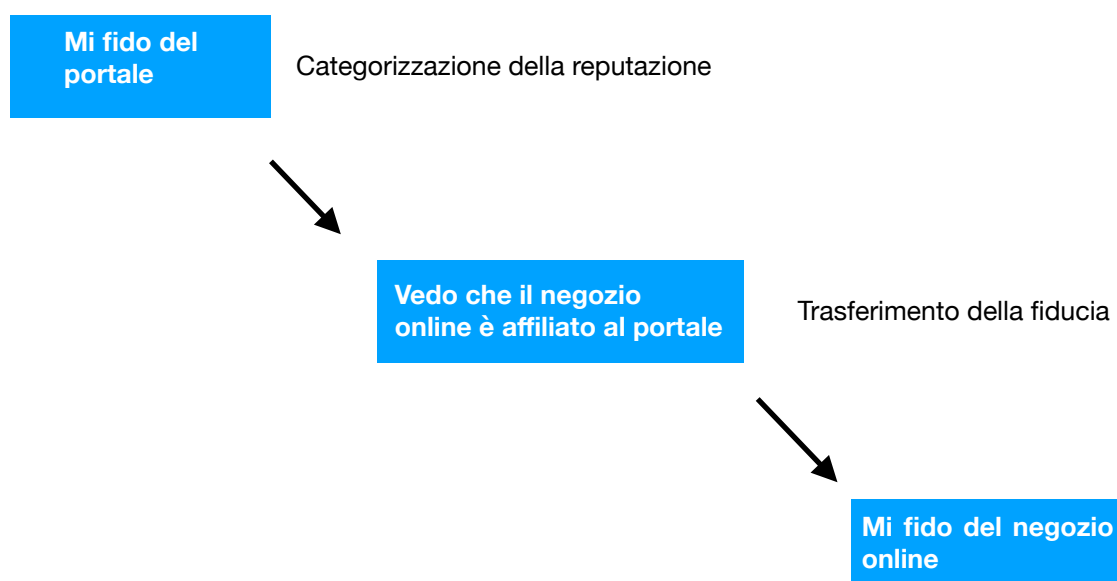 Mi fido del
portale
Categorizzazione della reputazione
Vedo che il negozio
online è affiliato al portale
Trasferimento della fiducia
Mi fido del negozio
online